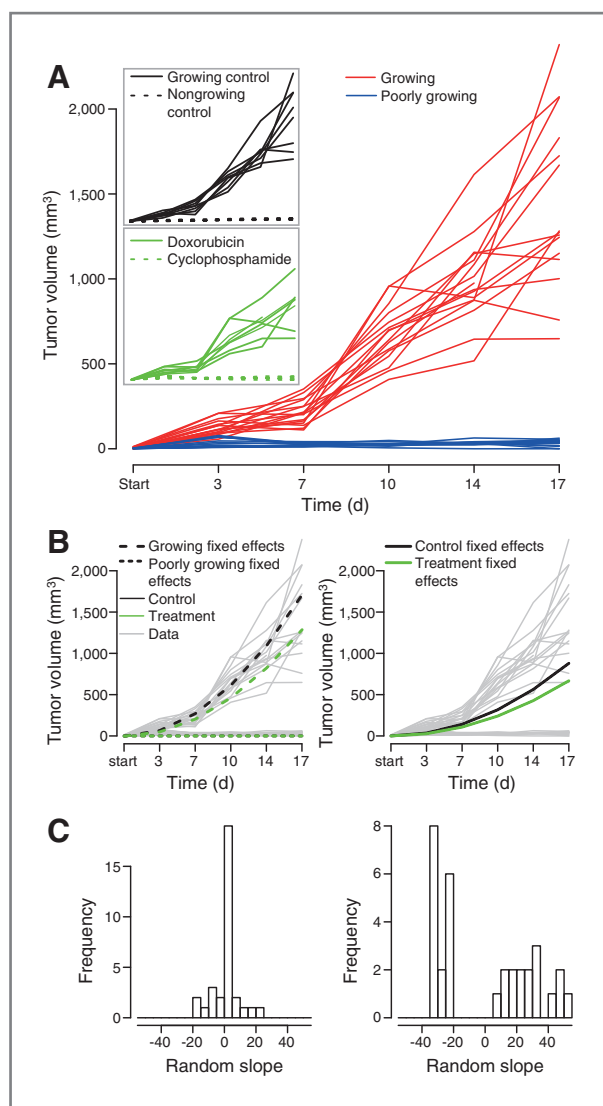 A
Growing control
Nongrowing
control
Doxorubicin
Cyclophosphamide
Growing
Poorly growing
Tumor volume (mm³)
2,000
1,500
1,000
500
0
Start 3 7 10 14 17
Time (d)
B
Growing fixed effects
Poorly growing fixed
effects
Control
Treatment
Data
Tumor volume (mm³)
2,000
1,500
1,000
500
0
start 3 7 10 14 17
Time (d)
Control fixed effects
Treatment fixed
effects
Tumor volume (mm³)
2,000
1,500
1,000
500
0
start 3 7 10 14 17
Time (d)
C
Frequency
15
10
5
0
-40 -20 0 20 40
Random slope
Frequency
8
6
4
2
0
-40 -20 0 20 40
Random slope